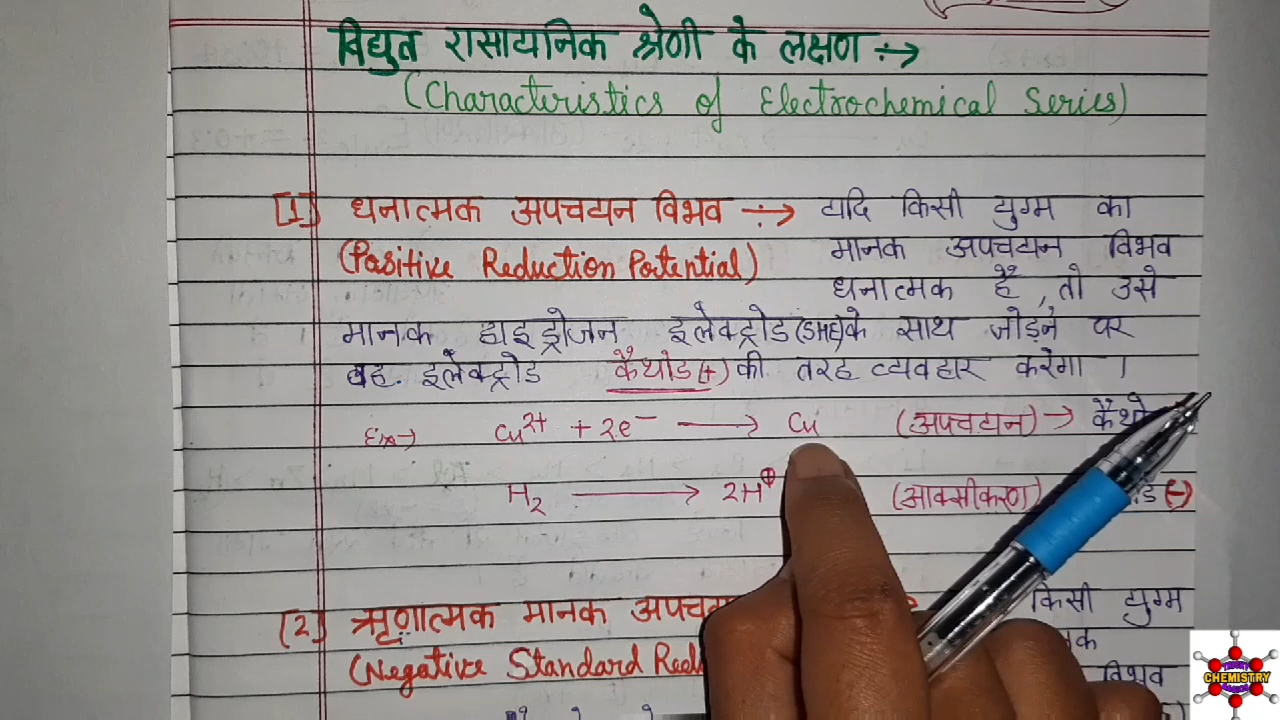 विद्युत रासायनिक श्रेणी के लक्षण ÷→
(Characteristics of Electrochemical Series)
[1] धनात्मक अपचयन विभव ÷→ यदि किसी युग्म का
(Positive Reduction Potential) मानक अपचयन विभव
धनात्मक है, तो उसे
मानक हाइड्रोजन इलेक्ट्रोड (SHE) के साथ जोड़ने पर
वह. इलेक्ट्रोड कैथोड (+) की तरह व्यवहार करेगा ।
Ex→ Cu²⁺ + 2e⁻ → Cu (अपचयन) →
H₂ → 2H⊕ (आक्सीकरण) (-)
[2] ऋणात्मक मानक किसी युग्म
(Negative Standard
विभव
TARGET
CHEMISTRY